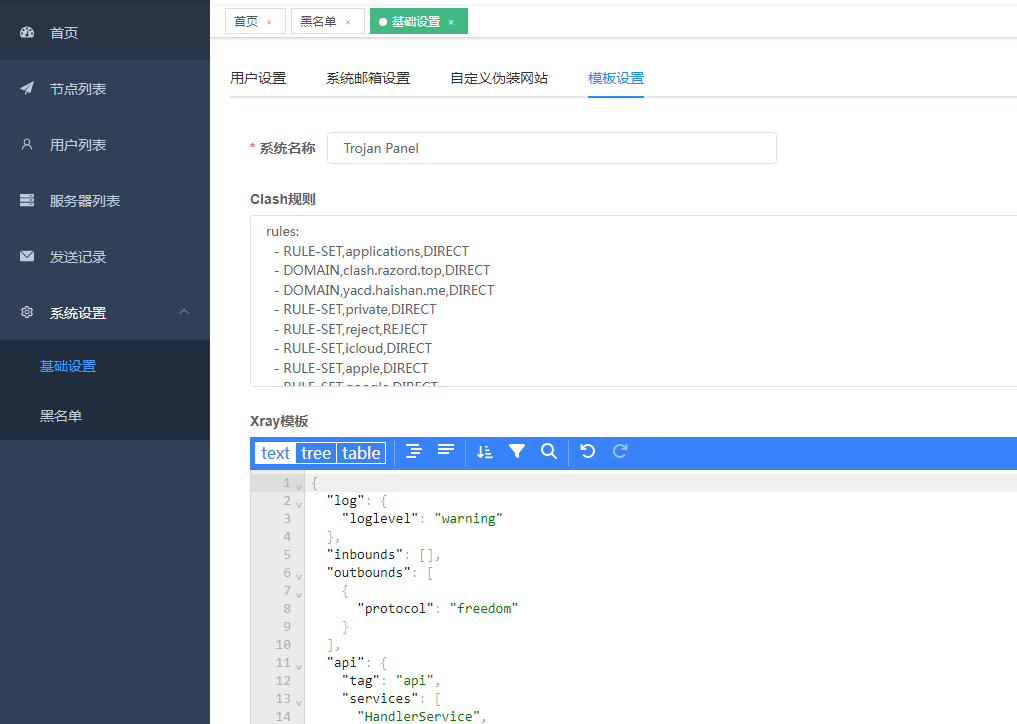 首页
节点列表
用户列表
服务器列表
发送记录
系统设置
基础设置
黑名单
首页 × 黑名单 × 基础设置 ×
用户设置 系统邮箱设置 自定义伪装网站 模板设置
* 系统名称 Trojan Panel
Clash规则
rules:
- RULE-SET,applications,DIRECT
- DOMAIN,clash.razord.top,DIRECT
- DOMAIN,yacd.haishan.me,DIRECT
- RULE-SET,private,DIRECT
- RULE-SET,reject,REJECT
- RULE-SET,icloud,DIRECT
- RULE-SET,apple,DIRECT
- RULE-SET,google,DIRECT
Xray模板
text tree table
1 {
2 "log": {
3 "loglevel": "warning"
4 },
5 "inbounds": [],
6 "outbounds": [
7 {
8 "protocol": "freedom"
9 }
10 ],
11 "api": {
12 "tag": "api",
13 "services": [
14 "HandlerService",